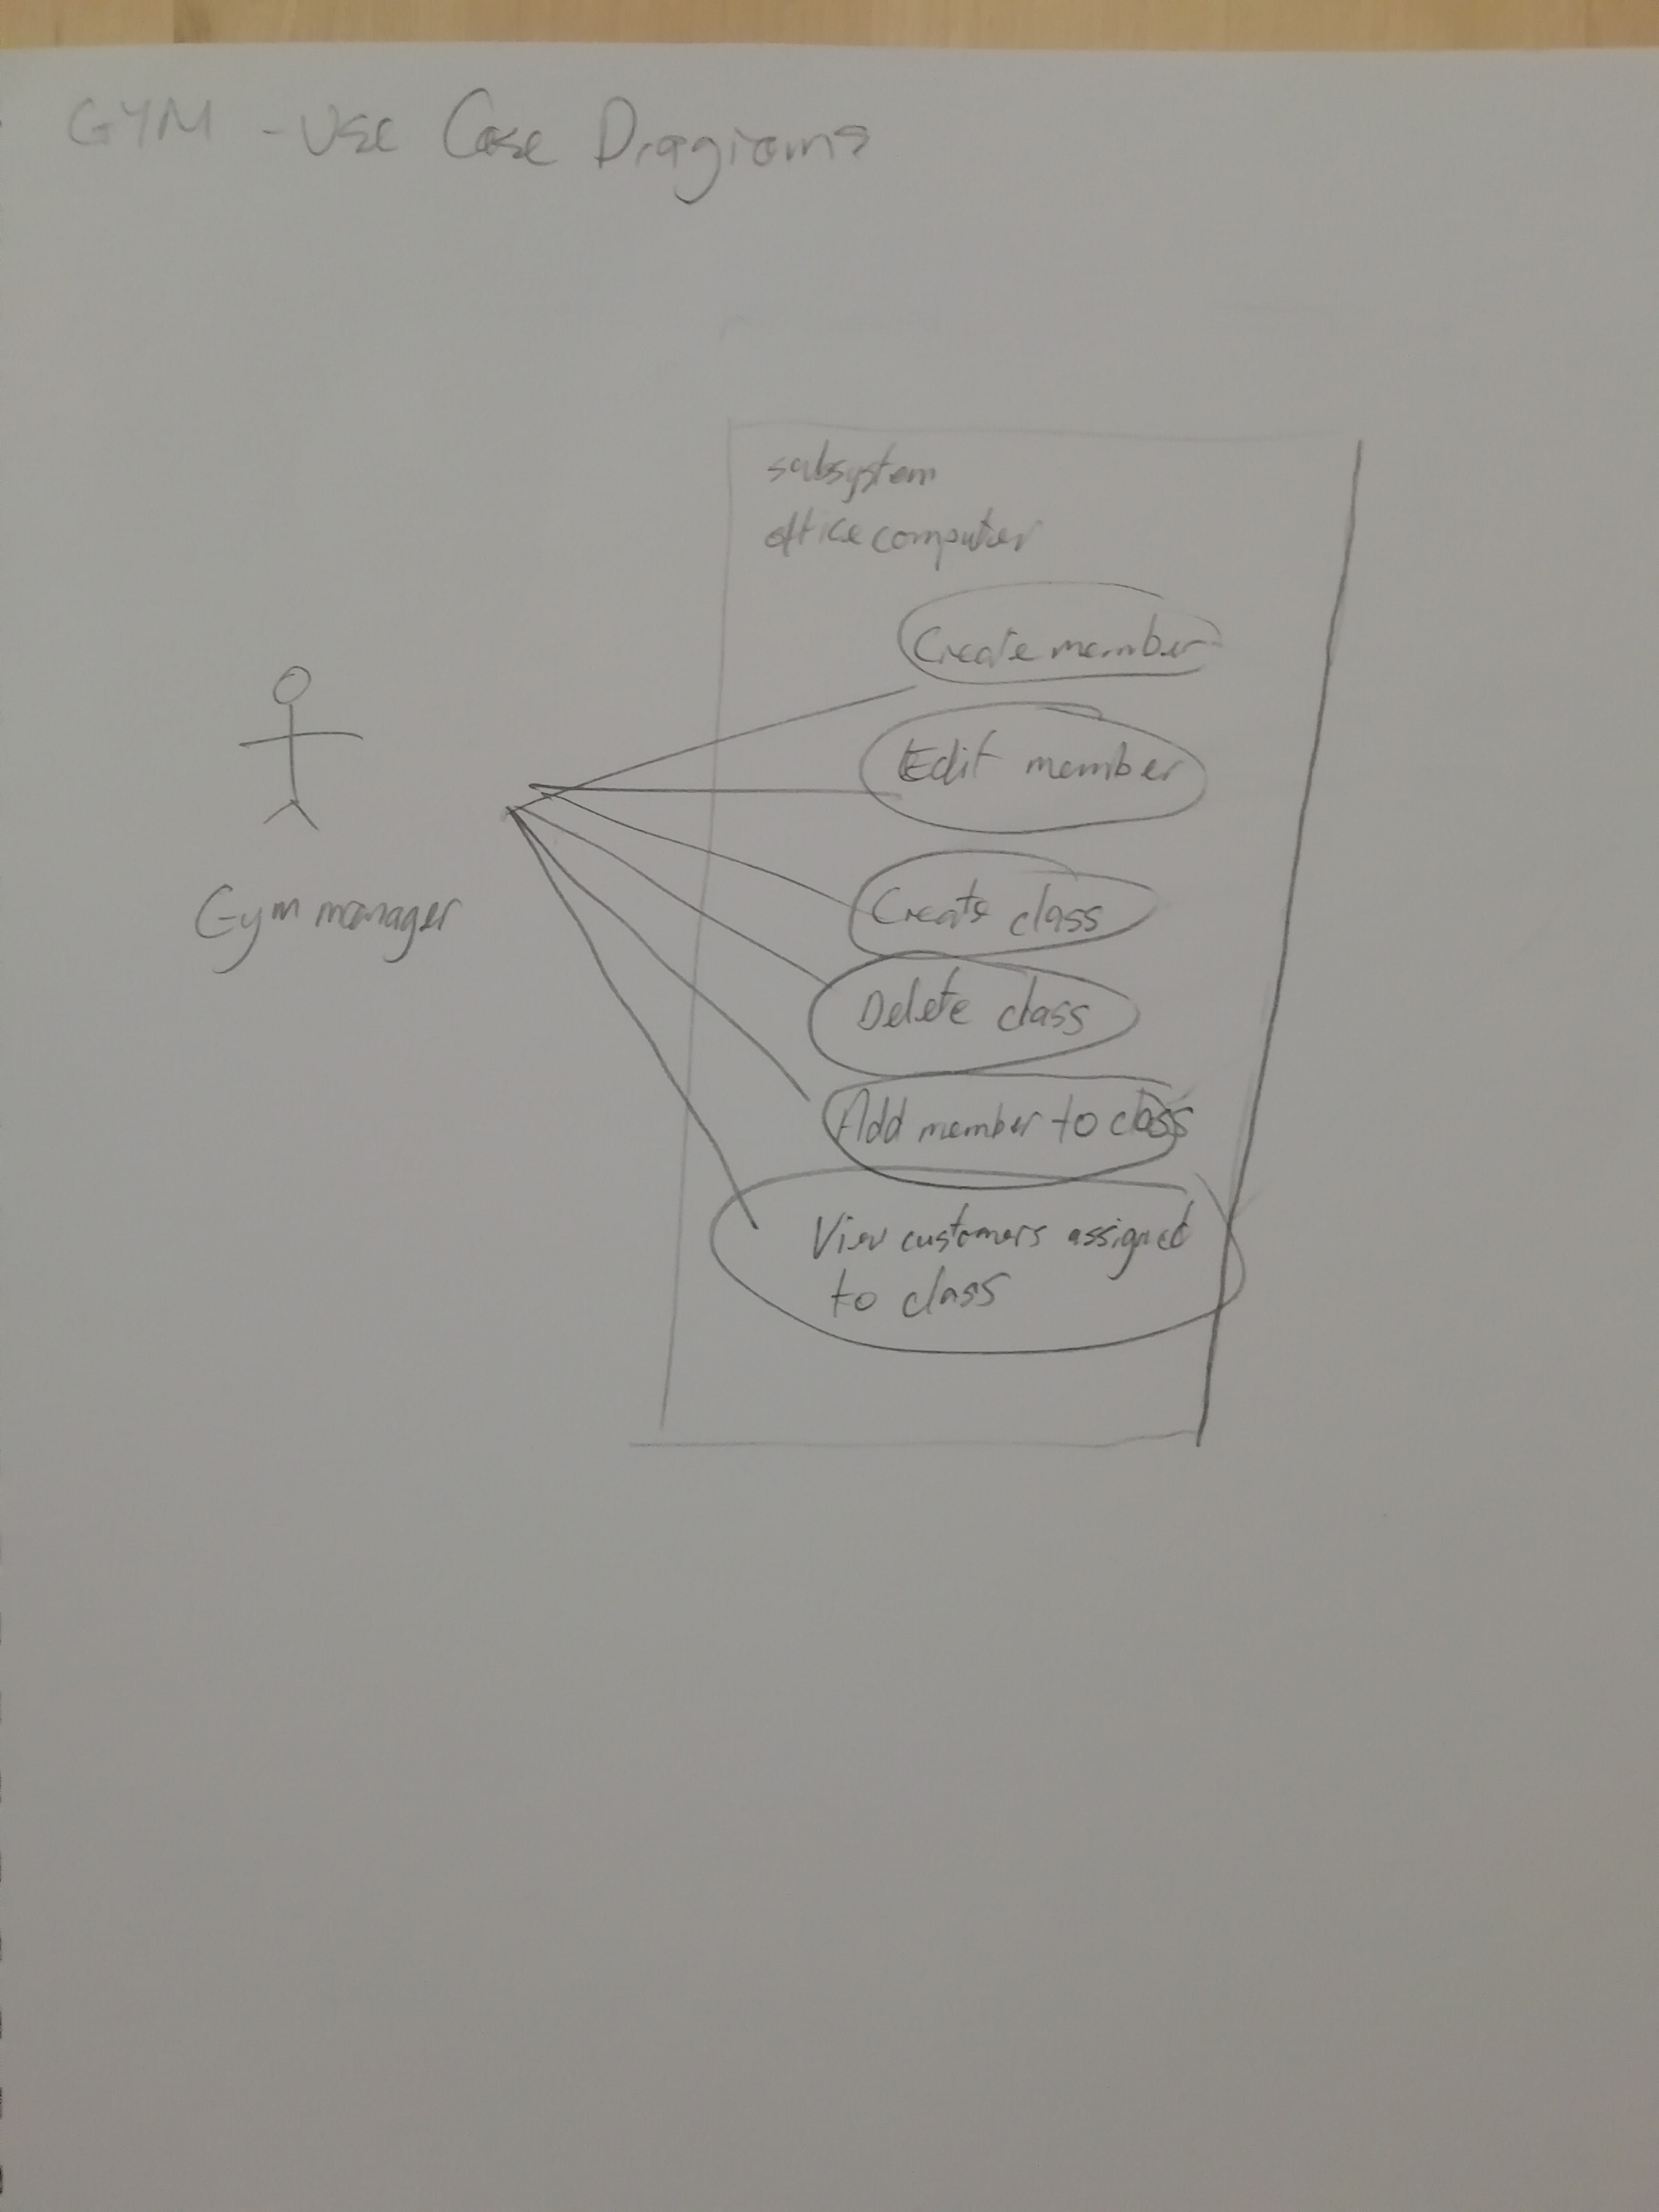 GYM - Use Case Diagrams
subsystem
office computer
Create member
Edit member
Create class
Delete class
Add member to class
View customers assigned
to class
Gym manager